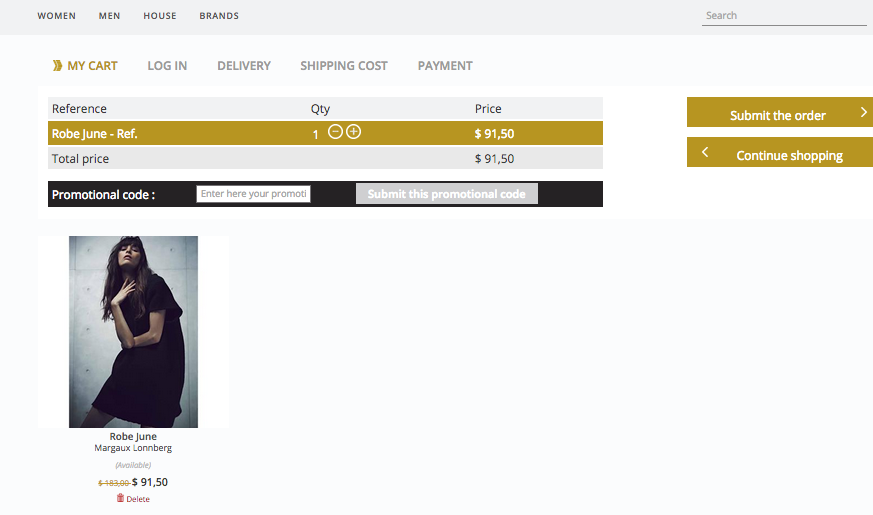 WOMEN MEN HOUSE BRANDS Search
MY CART LOG IN DELIVERY SHIPPING COST PAYMENT
Reference Qty Price
Robe June - Ref. 1 $ 91,50
Total price $ 91,50
Promotional code : Enter here your promoti Submit this promotional code
Submit the order
Continue shopping
Robe June
Margaux Lonnberg
(Available)
$ 183,00 $ 91,50
Delete